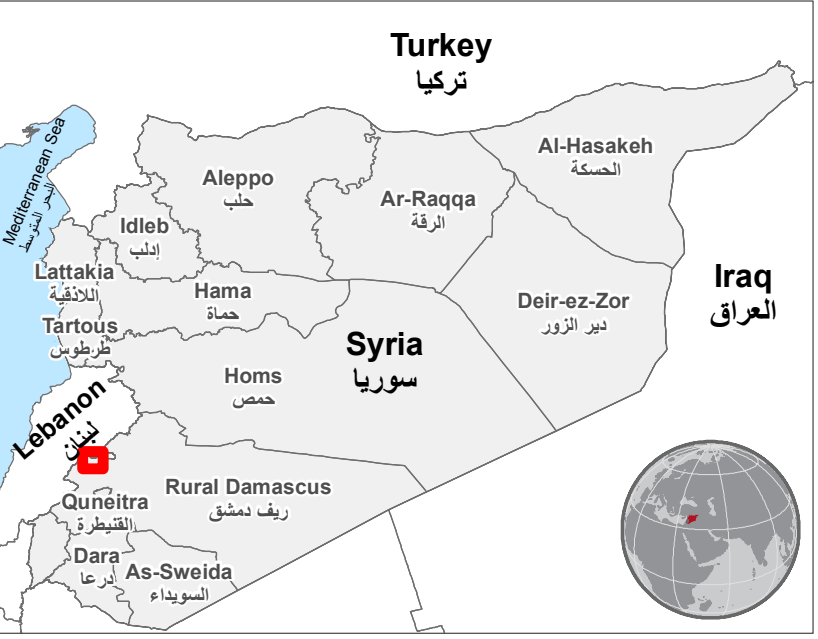 Turkey
تركيا
Mediterranean Sea
البحر المتوسط
Al-Hasakeh
الحسكة
Aleppo
حلب
Ar-Raqqa
الرقة
Idleb
إدلب
Lattakia
اللاذقية
Hama
حماة
Deir-ez-Zor
دير الزور
Iraq
العراق
Tartous
طرطوس
Syria
سوريا
Homs
حمص
Lebanon
لبنان
Rural Damascus
ريف دمشق
Quneitra
القنيطرة
Dara
درعا
As-Sweida
السويداء